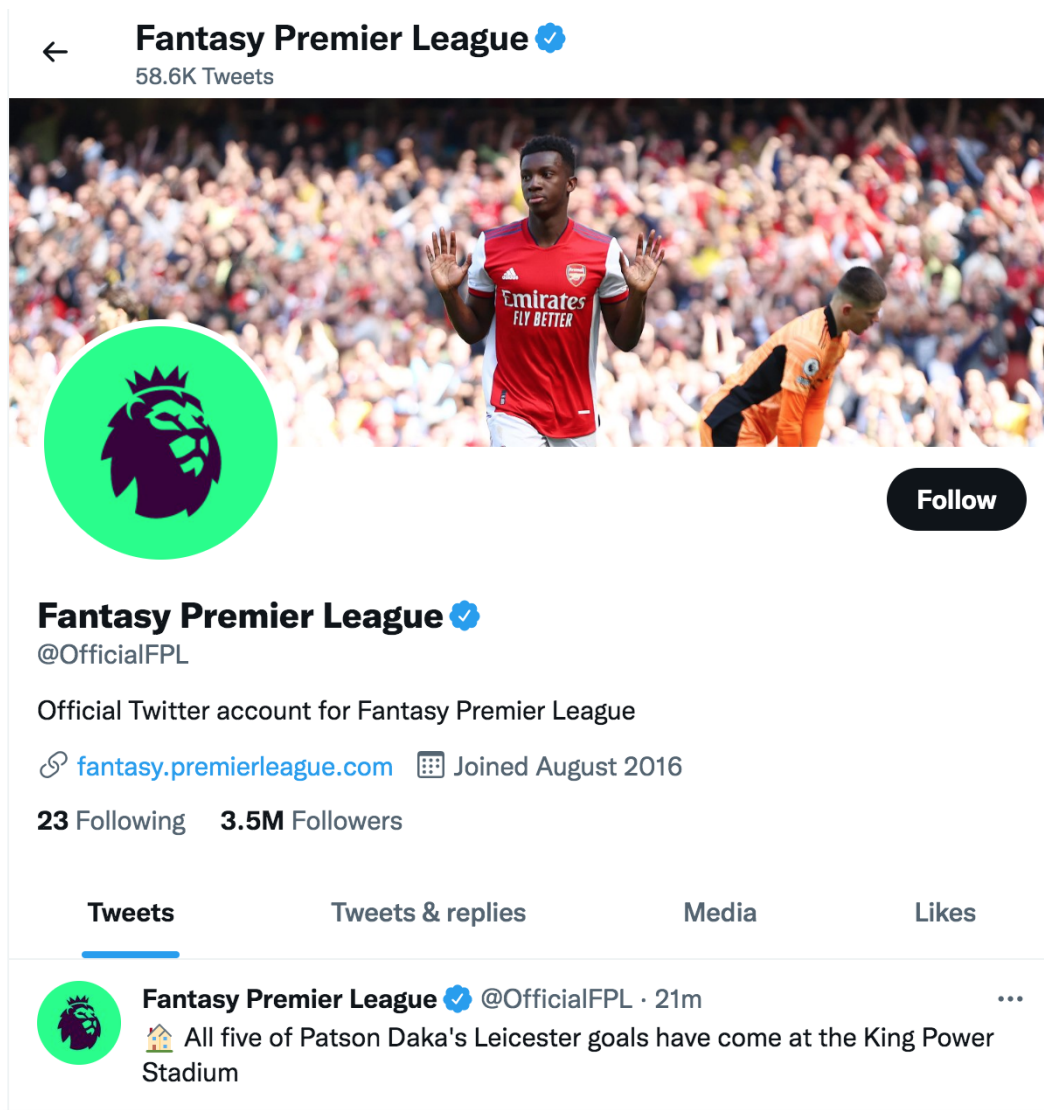 Fantasy Premier League
58.6K Tweets
Emirates
FLY BETTER
Follow
Fantasy Premier League
@OfficialFPL
Official Twitter account for Fantasy Premier League
fantasy.premierleague.com Joined August 2016
23 Following 3.5M Followers
Tweets Tweets & replies Media Likes
Fantasy Premier League @OfficialFPL · 21m
🏠 All five of Patson Daka's Leicester goals have come at the King Power
Stadium